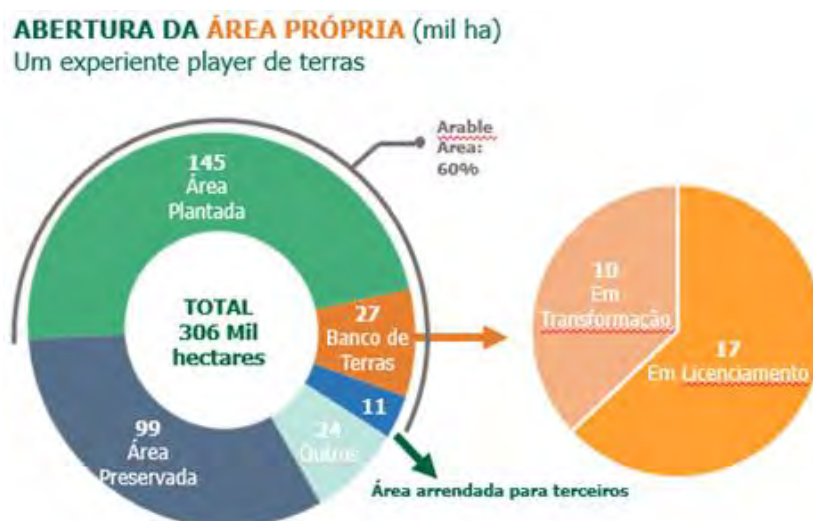 ABERTURA DA ÁREA PRÓPRIA (mil ha)
Um experiente player de terras
Arable
Area:
60%
145
Área
Plantada
TOTAL
306 Mil
hectares
27
Banco de
Terras
11
24
Outros
99
Área
Preservada
Área arrendada para terceiros
10
Em
Transformação
17
Em Licenciamento